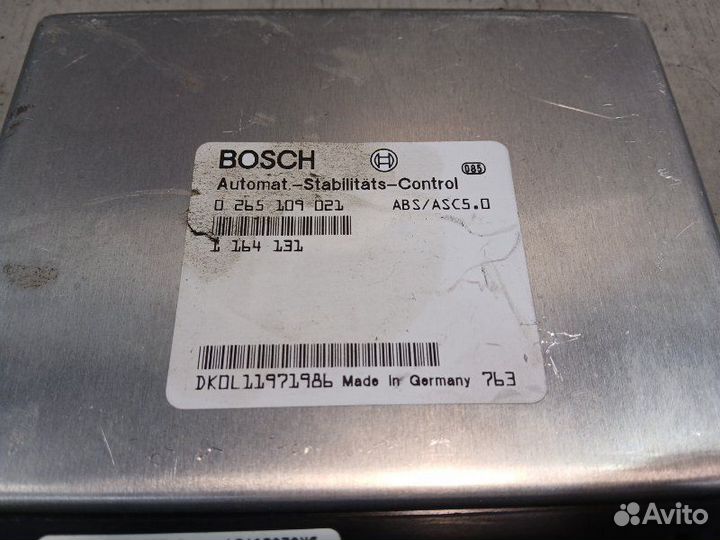 BOSCH
085
Automat.-Stabilitäts-Control
0 265 109 021 ABS/ASC5.0
1 164 131
DKDL11971986 Made in Germany 763
Avito